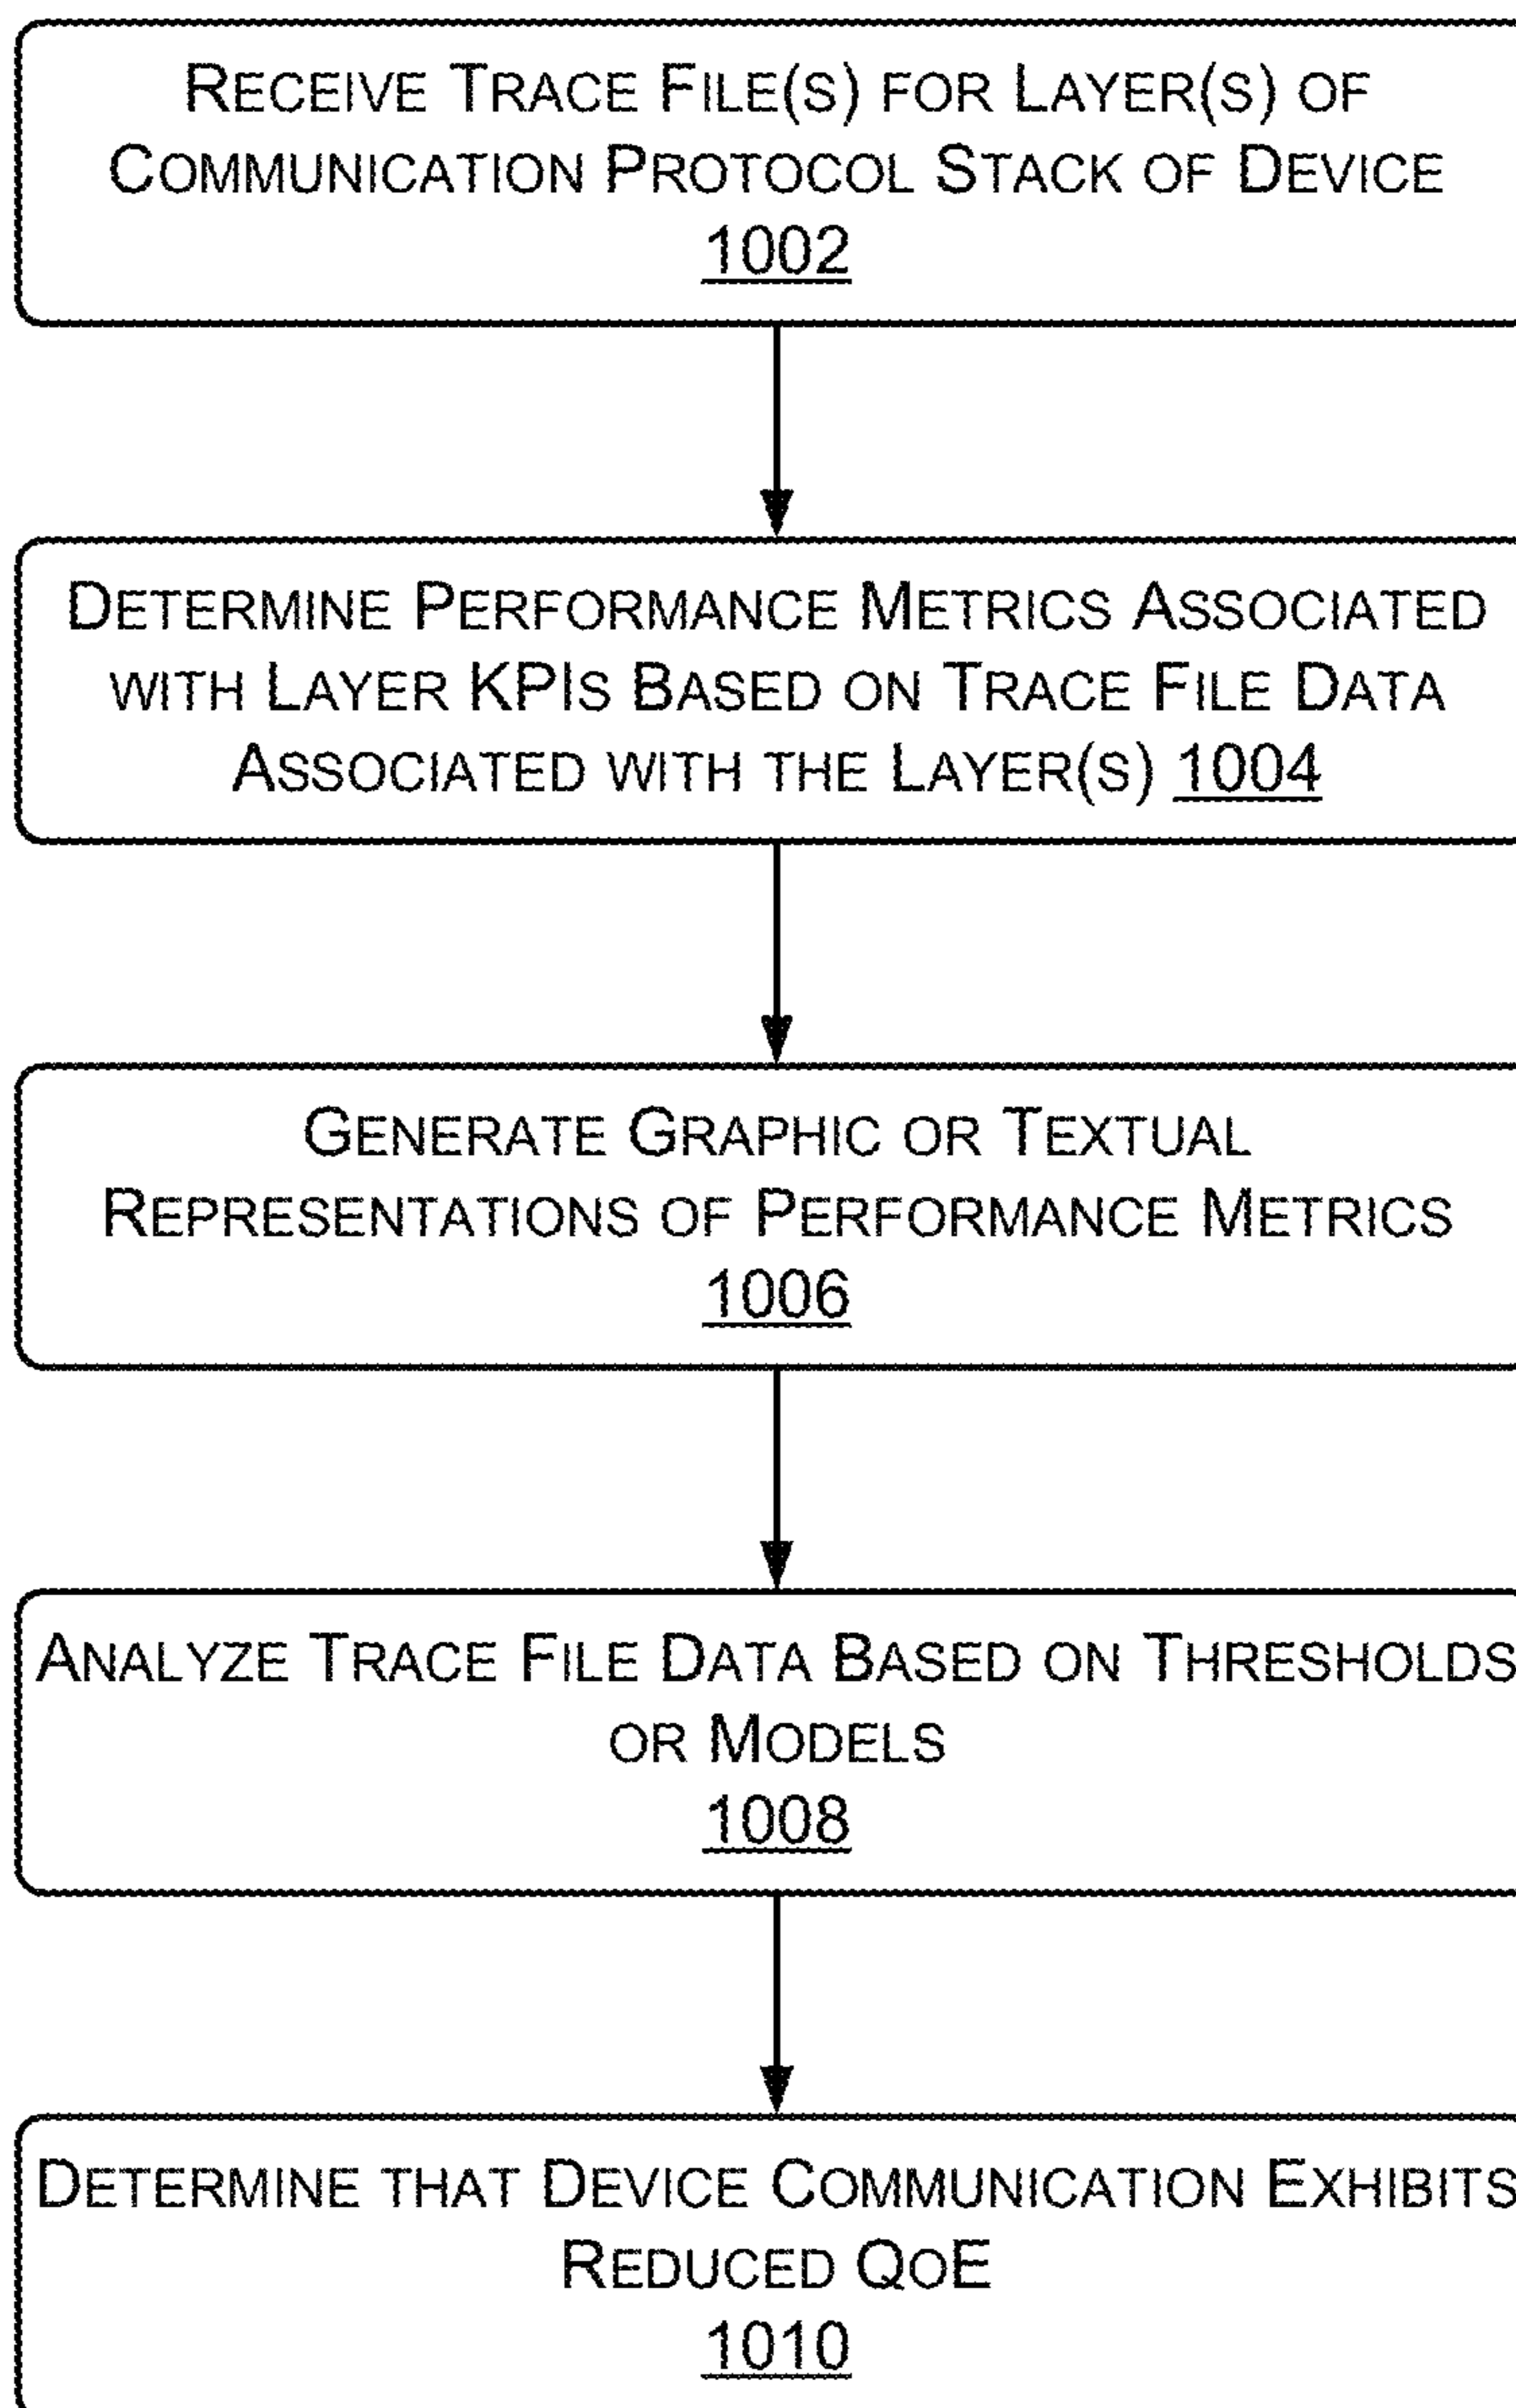 RECEIVE TRACE FILE(S) FOR LAYER(S) OF
COMMUNICATION PROTOCOL STACK OF DEVICE
1002
DETERMINE PERFORMANCE METRICS ASSOCIATED
WITH LAYER KPIS BASED ON TRACE FILE DATA
ASSOCIATED WITH THE LAYER(S) 1004
GENERATE GRAPHIC OR TEXTUAL
REPRESENTATIONS OF PERFORMANCE METRICS
1006
ANALYZE TRACE FILE DATA BASED ON THRESHOLDS
OR MODELS
1008
DETERMINE THAT DEVICE COMMUNICATION EXHIBITS
REDUCED QOE
1010